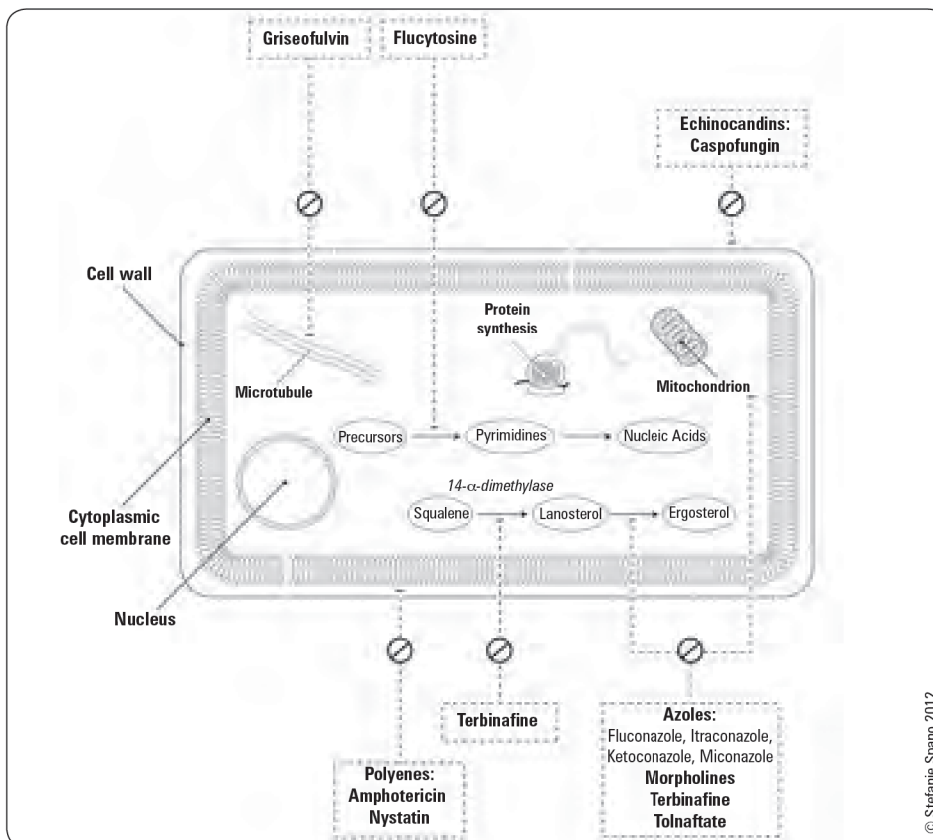 Griseofulvin
Flucytosine
Echinocandins:
Caspofungin
Cell wall
Protein
synthesis
Microtubule
Mitochondrion
Precursors
Pyrimidines
Nucleic Acids
14-α-dimethylase
Squalene
Lanosterol
Ergosterol
Cytoplasmic
cell membrane
Nucleus
Terbinafine
Polyenes:
Amphotericin
Nystatin
Azoles:
Fluconazole, Itraconazole,
Ketoconazole, Miconazole
Morpholines
Terbinafine
Tolnaftate
© Stefanie Spano 2012